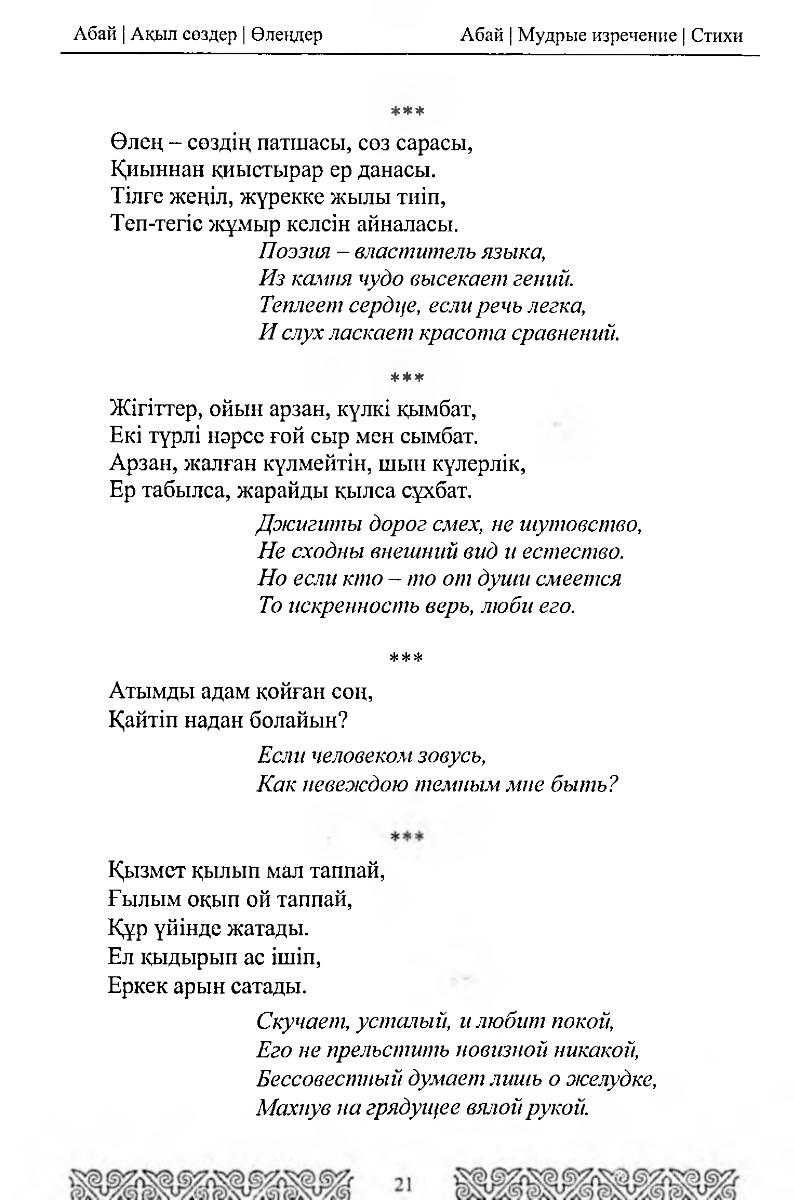 Абай | Ақыл сөздер | Өлеңдер Абай | Мудрые изречение | Стихи
***
Өлең – сөздің патшасы, сөз сарасы,
Қиыннан қиыстырар ер данасы.
Тілге жеңіл, жүрекке жылы тиіп,
Теп-тегіс жұмыр келсін айналасы.
Поэзия – властитель языка,
Из камня чудо высекает гений.
Теплеет сердце, если речь легка,
И слух ласкает красота сравнений.
***
Жігіттер, ойын арзан, күлкі қымбат,
Екі түрлі нәрсе ғой сыр мен сымбат.
Арзан, жалған күлмейтін, шын күлерлік,
Ер табылса, жарайды қылса сұхбат.
Джигиты дорог смех, не шутовство,
Не сходны внешний вид и естество.
Но если кто – то от души смеется
То искренность верь, люби его.
***
Атымды адам қойған соң,
Қайтіп надан болайын?
Если человеком зовусь,
Как невеждою темным мне быть?
***
Қызмет қылып мал таппай,
Ғылым оқып ой таппай,
Құр үйінде жатады.
Ел қыдырып ас ішіп,
Еркек арын сатады.
Скучает, усталый, и любит покой,
Его не прельстить новизной никакой,
Бессовестный думает лишь о желудке,
Махнув на грядущее вялой рукой.
21